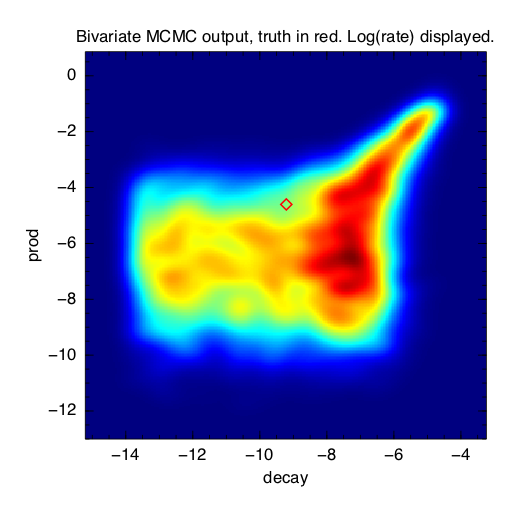 Bivariate MCMC output, truth in red. Log(rate) displayed.
0
−2
−4
−6
−8
−10
−12
prod
−14 −12 −10 −8 −6 −4
decay